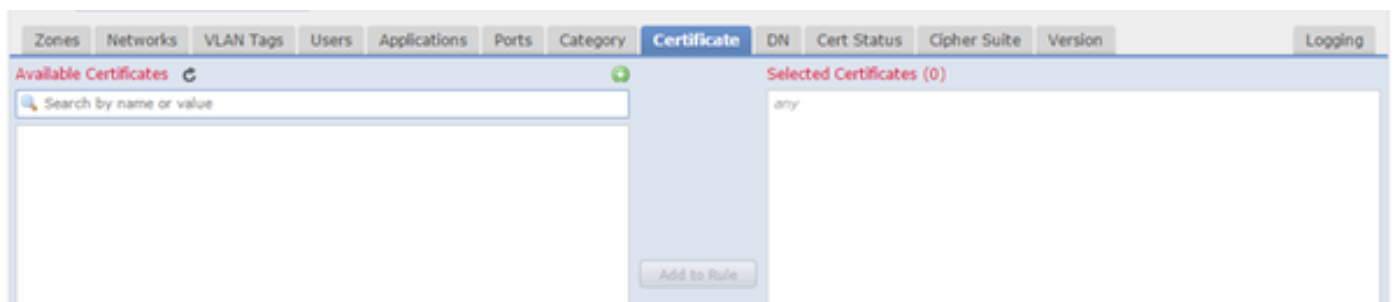 Zones Networks VLAN Tags Users Applications Ports Category Certificate DN Cert Status Cipher Suite Version Logging
Available Certificates Selected Certificates (0)
Search by name or value any
Add to Rule